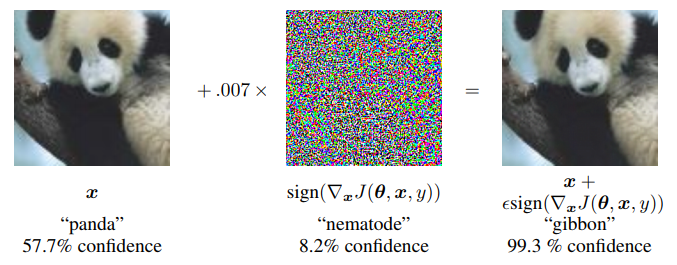 + .007 ×
=
x
sign(∇ₓJ(θ, x, y))
x +
ϵsign(∇ₓJ(θ, x, y))
“panda”
“nematode”
“gibbon”
57.7% confidence
8.2% confidence
99.3 % confidence